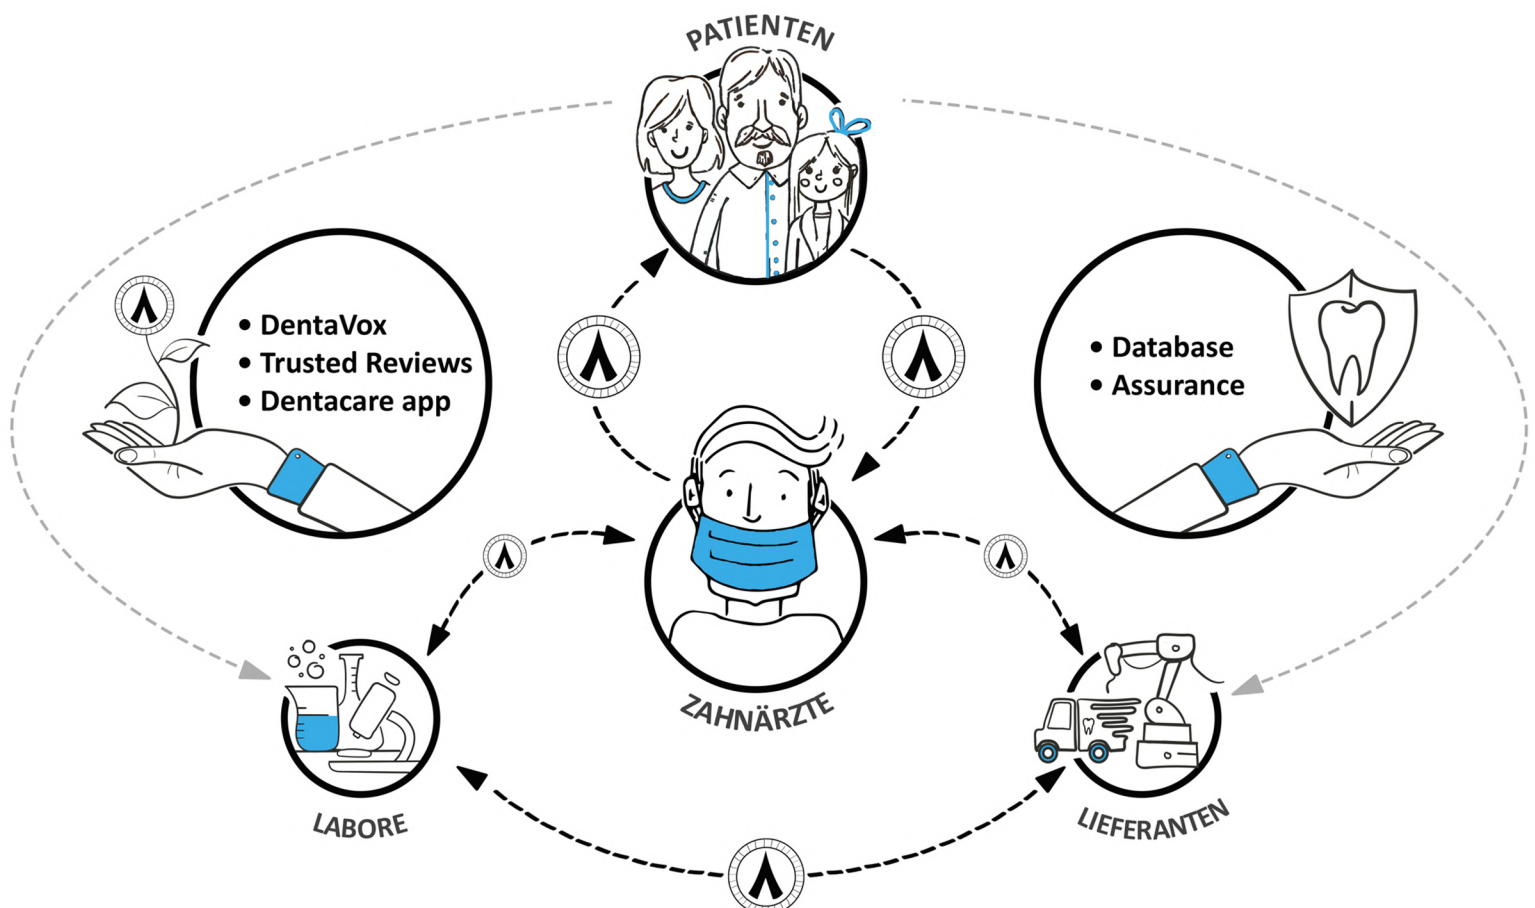 PATIENTEN
• DentaVox
• Trusted Reviews
• Dentacare app
• Database
• Assurance
ZAHNÄRZTE
LABORE
LIEFERANTEN